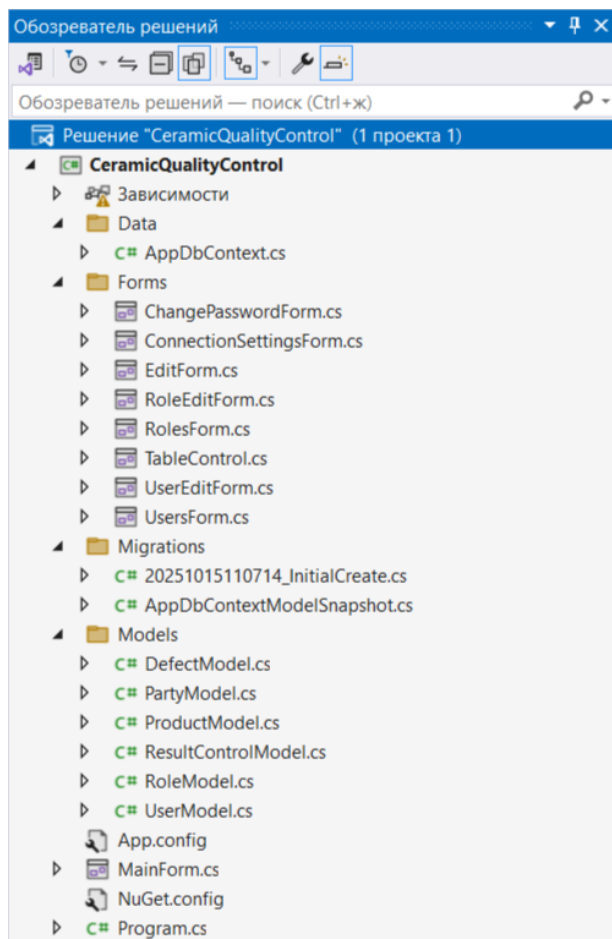 Обозреватель решений
Обозреватель решений — поиск (Ctrl+ж)
Решение "CeramicQualityControl" (1 проекта 1)
C# CeramicQualityControl
Зависимости
Data
C# AppDbContext.cs
Forms
ChangePasswordForm.cs
ConnectionSettingsForm.cs
EditForm.cs
RoleEditForm.cs
RolesForm.cs
TableControl.cs
UserEditForm.cs
UsersForm.cs
Migrations
C# 20251015110714_InitialCreate.cs
C# AppDbContextModelSnapshot.cs
Models
C# DefectModel.cs
C# PartyModel.cs
C# ProductModel.cs
C# ResultControlModel.cs
C# RoleModel.cs
C# UserModel.cs
App.config
MainForm.cs
NuGet.config
C# Program.cs